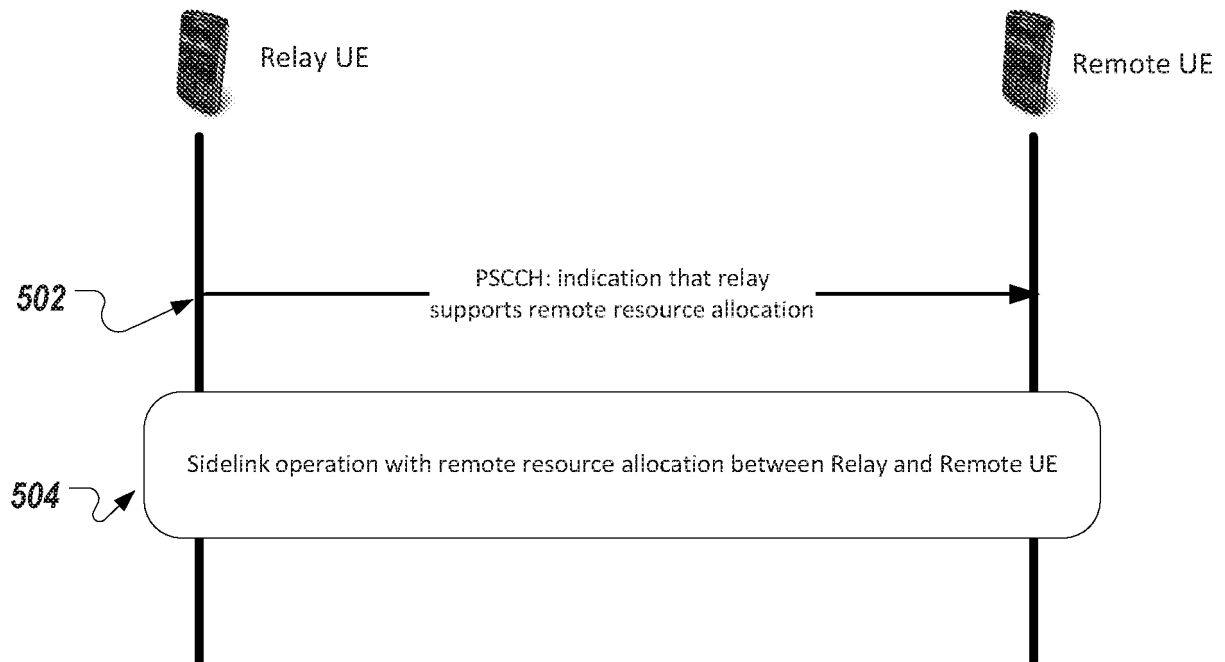 Relay UE
Remote UE
502
PSCCH: indication that relay
supports remote resource allocation
504
Sidelink operation with remote resource allocation between Relay and Remote UE